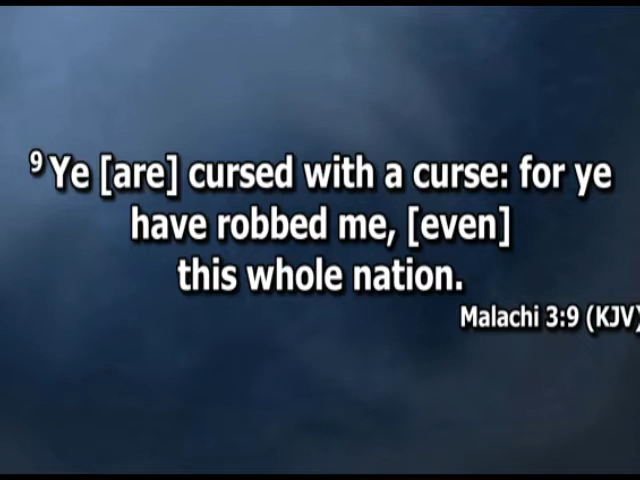 9 Ye [are] cursed with a curse: for ye
have robbed me, [even]
this whole nation.
Malachi 3:9 (KJV)